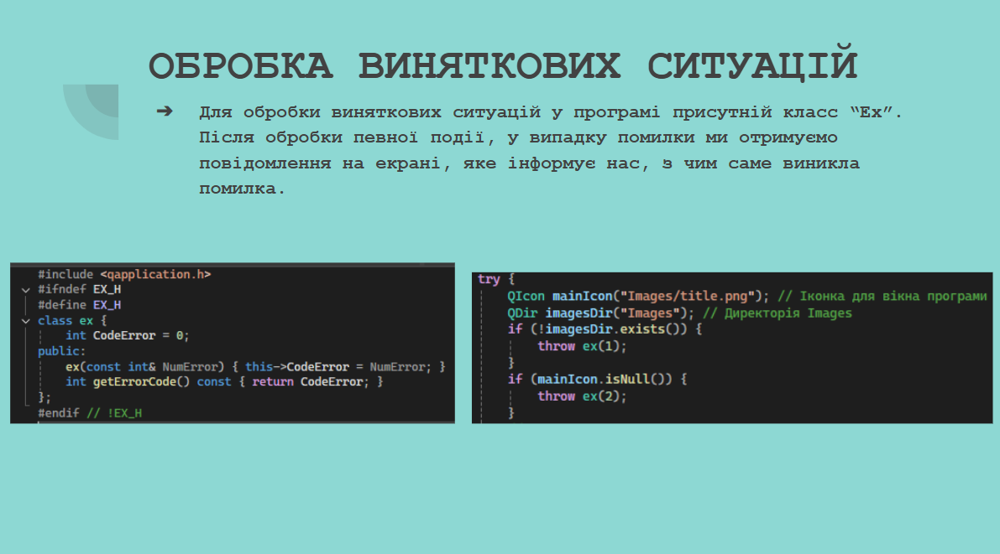 ОБРОБКА ВИНЯТКОВИХ СИТУАЦІЙ
➔ Для обробки виняткових ситуацій у програмі присутній класс “Ex”.
Після обробки певної події, у випадку помилки ми отримуємо
повідомлення на екрані, яке інформує нас, з чим саме виникла
помилка.
#include <qapplication.h>
#ifndef EX_H
#define EX_H
class ex {
int CodeError = 0;
public:
ex(const int& NumError) { this->CodeError = NumError; }
int getErrorCode() const { return CodeError; }
};
#endif // !EX_H
try {
QIcon mainIcon("Images/title.png"); // Іконка для вікна програми
QDir imagesDir("Images"); // Директорія Images
if (!imagesDir.exists()) {
throw ex(1);
}
if (mainIcon.isNull()) {
throw ex(2);
}